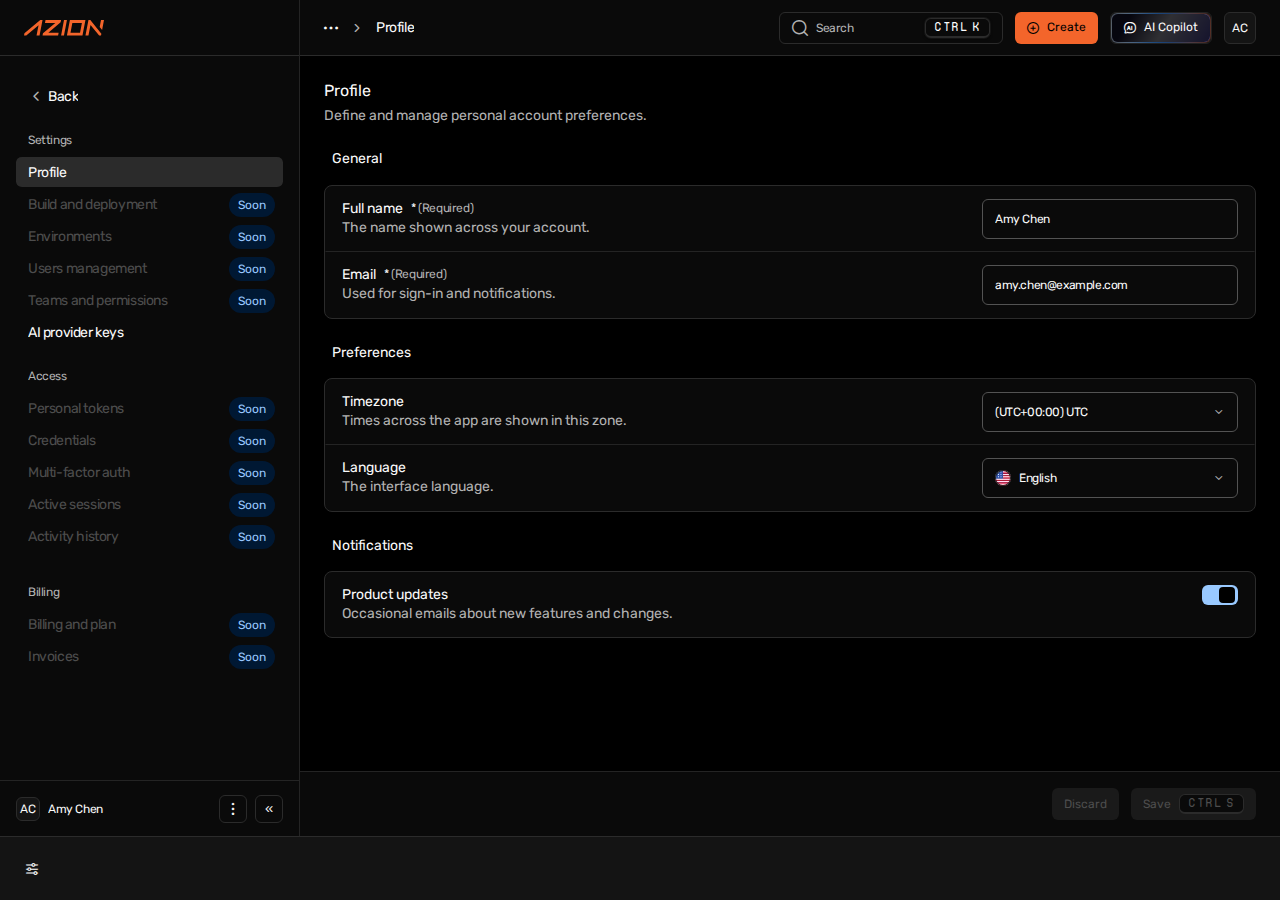 AZION
Profile
Search
CTRL K
Create
AI Copilot
AC
Back
Settings
Profile
Build and deployment Soon
Environments Soon
Users management Soon
Teams and permissions Soon
AI provider keys
Access
Personal tokens Soon
Credentials Soon
Multi-factor auth Soon
Active sessions Soon
Activity history Soon
Billing
Billing and plan Soon
Invoices Soon
AC Amy Chen
Profile
Define and manage personal account preferences.
General
Full name *(Required)
The name shown across your account.
Amy Chen
Email *(Required)
Used for sign-in and notifications.
amy.chen@example.com
Preferences
Timezone
Times across the app are shown in this zone.
(UTC+00:00) UTC
Language
The interface language.
English
Notifications
Product updates
Occasional emails about new features and changes.
Discard
Save CTRL S